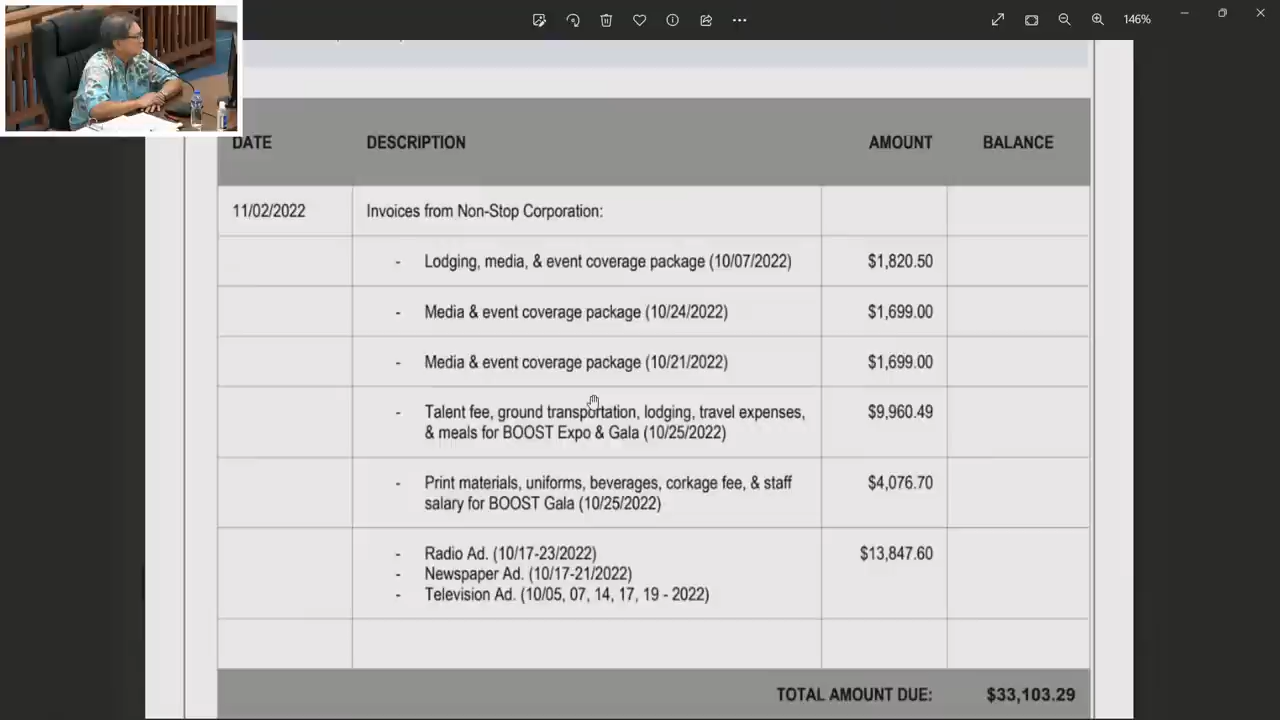 146%
DATE DESCRIPTION AMOUNT BALANCE
11/02/2022 Invoices from Non-Stop Corporation:
- Lodging, media, & event coverage package (10/07/2022) $1,820.50
- Media & event coverage package (10/24/2022) $1,699.00
- Media & event coverage package (10/21/2022) $1,699.00
- Talent fee, ground transportation, lodging, travel expenses, $9,960.49
& meals for BOOST Expo & Gala (10/25/2022)
- Print materials, uniforms, beverages, corkage fee, & staff $4,076.70
salary for BOOST Gala (10/25/2022)
- Radio Ad. (10/17-23/2022) $13,847.60
- Newspaper Ad. (10/17-21/2022)
- Television Ad. (10/05, 07, 14, 17, 19 - 2022)
TOTAL AMOUNT DUE: $33,103.29